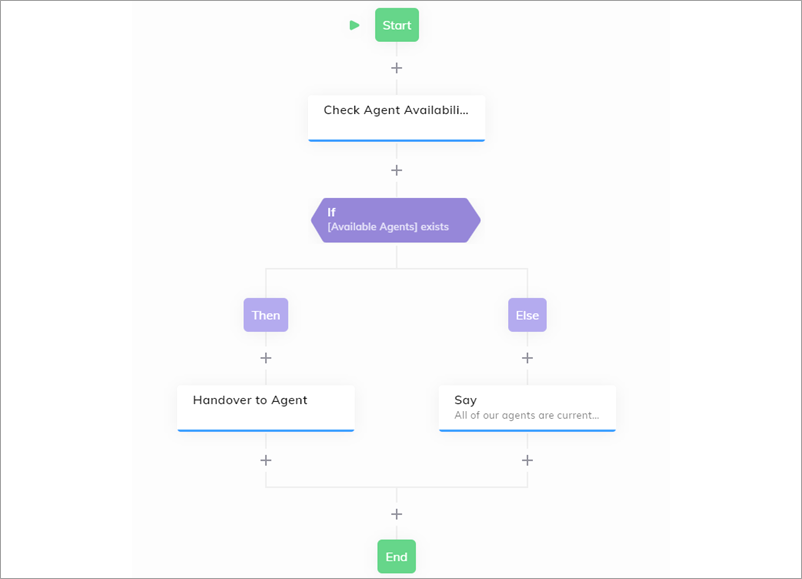 Start
Check Agent Availabili...
If
[Available Agents] exists
Then
Else
Handover to Agent
Say
All of our agents are current...
End